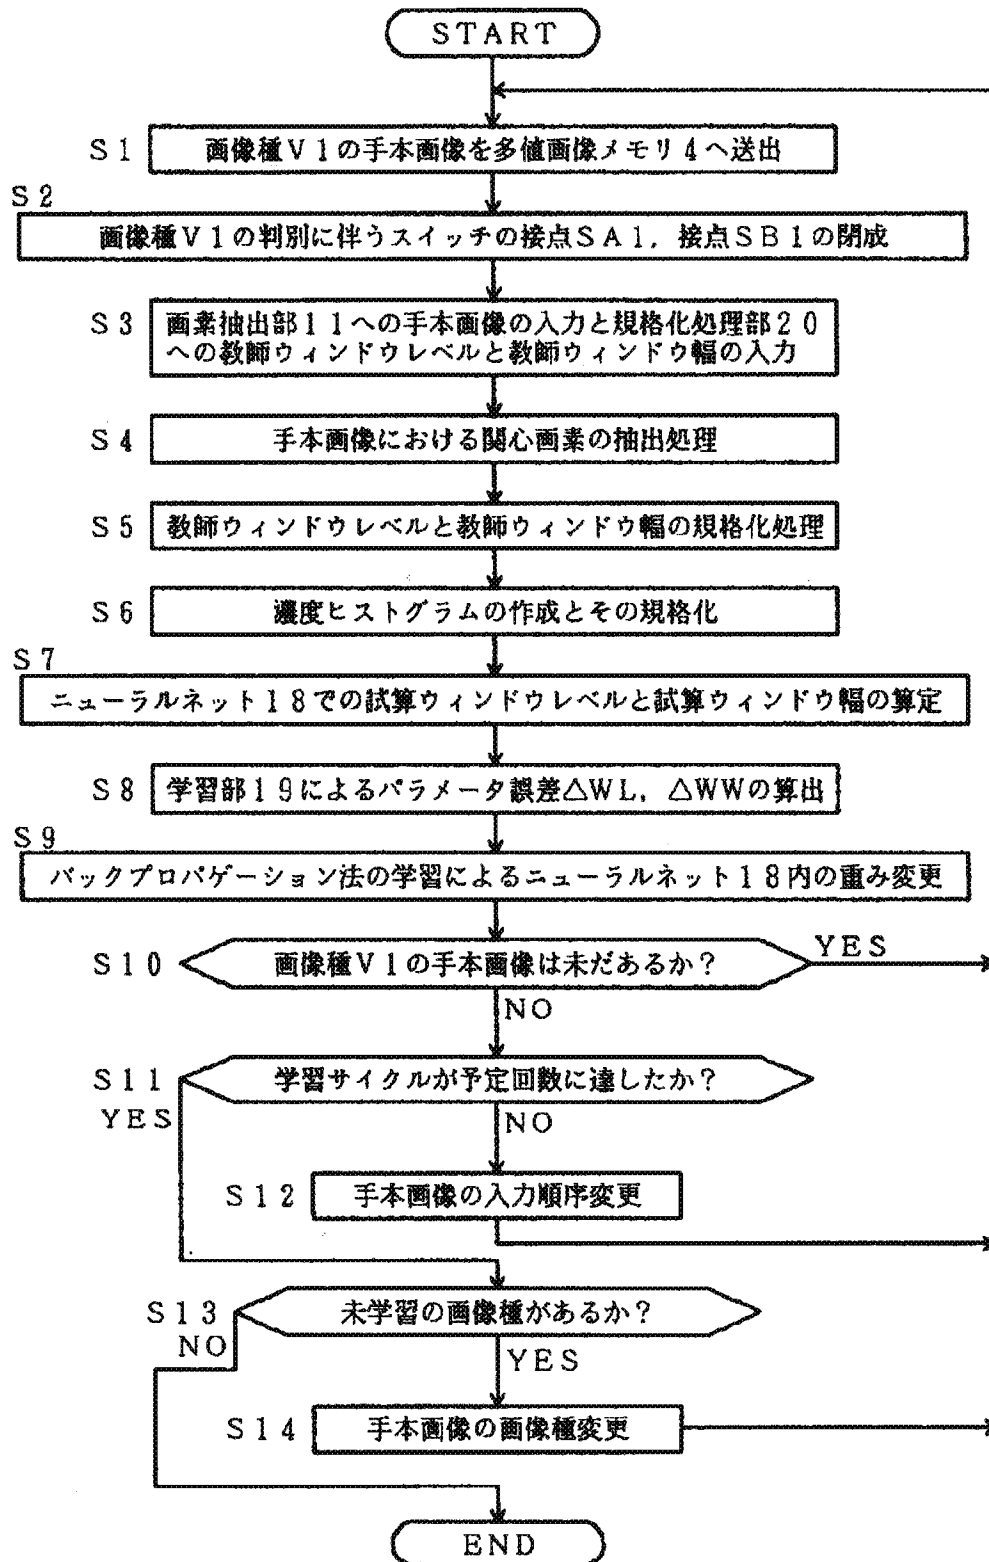 START
S1 画像種V1の手本画像を多値画像メモリ4へ送出
S2
画像種V1の判別に伴うスイッチの接点SA1,接点SB1の閉成
S3 画素抽出部11への手本画像の入力と規格化処理部20
への教師ウィンドウレベルと教師ウィンドウ幅の入力
S4 手本画像における関心画素の抽出処理
S5 教師ウィンドウレベルと教師ウィンドウ幅の規格化処理
S6 濃度ヒストグラムの作成とその規格化
S7
ニューラルネット18での試算ウィンドウレベルと試算ウィンドウ幅の算定
S8 学習部19によるパラメータ誤差△WL,△WWの算出
S9
バックプロパゲーション法の学習によるニューラルネット18内の重み変更
S10 画像種V1の手本画像は未だあるか? YES
NO
S11 学習サイクルが予定回数に達したか?
YES NO
S12 手本画像の入力順序変更
S13 未学習の画像種があるか?
NO YES
S14 手本画像の画像種変更
END